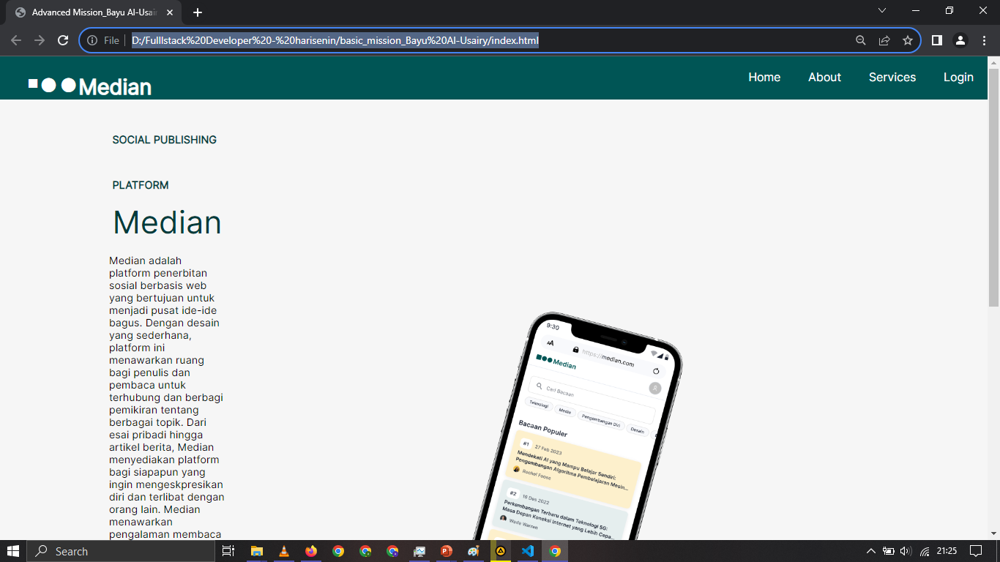 Advanced Mission_Bayu Al-Usai
File
D:/Fulllstack%20Developer%20-%20harisenin/basic_mission_Bayu%20Al-Usairy/index.html
Median
Home About Services Login
SOCIAL PUBLISHING
PLATFORM
Median
Median adalah
platform penerbitan
sosial berbasis web
yang bertujuan untuk
menjadi pusat ide-ide
bagus. Dengan desain
yang sederhana,
platform ini
menawarkan ruang
bagi penulis dan
pembaca untuk
terhubung dan berbagi
pemikiran tentang
berbagai topik. Dari
esai pribadi hingga
artikel berita, Median
menyediakan platform
bagi siapapun yang
ingin mengeskpresikan
diri dan terlibat dengan
orang lain. Median
menawarkan
pengalaman membaca
9:30
AA https://median.com
Median
Cari Bacaan
Teknologi Media Pengembangan Diri Desain
Bacaan Populer
#1 27 Feb 2023
Mendekati AI yang Mampu Belajar Sendiri:
Pengembangan Algoritma Pembelajaran Mesin...
Rachel Foose
#2 16 Des 2022
Perkembangan Terbaru dalam Teknologi 5G:
Masa Depan Koneksi Internet yang Lebih Cepa...
Wade Warren
Search
21:25